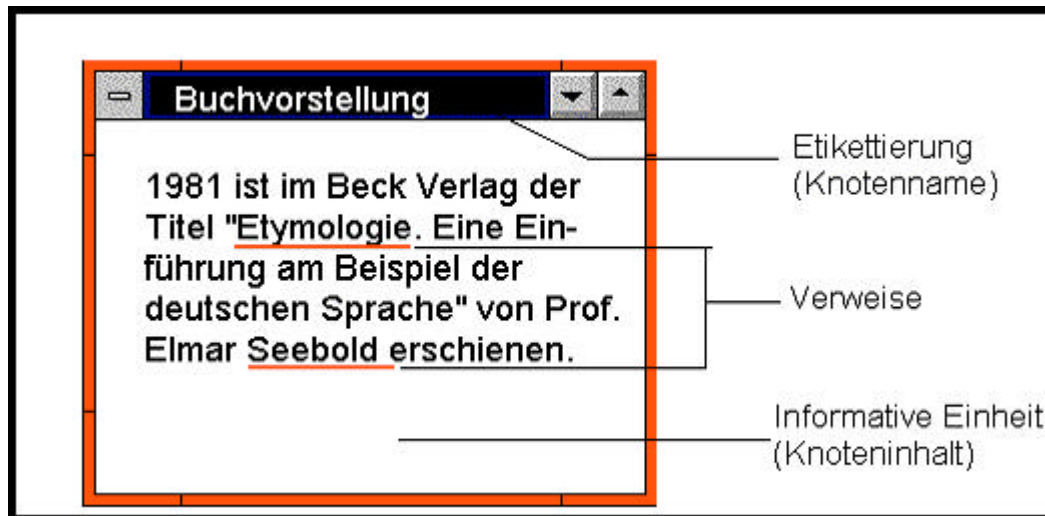 Buchvorstellung
1981 ist im Beck Verlag der
Titel "Etymologie. Eine Ein-
führung am Beispiel der
deutschen Sprache" von Prof.
Elmar Seebold erschienen.
Etikettierung
(Knotenname)
Verweise
Informative Einheit
(Knoteninhalt)